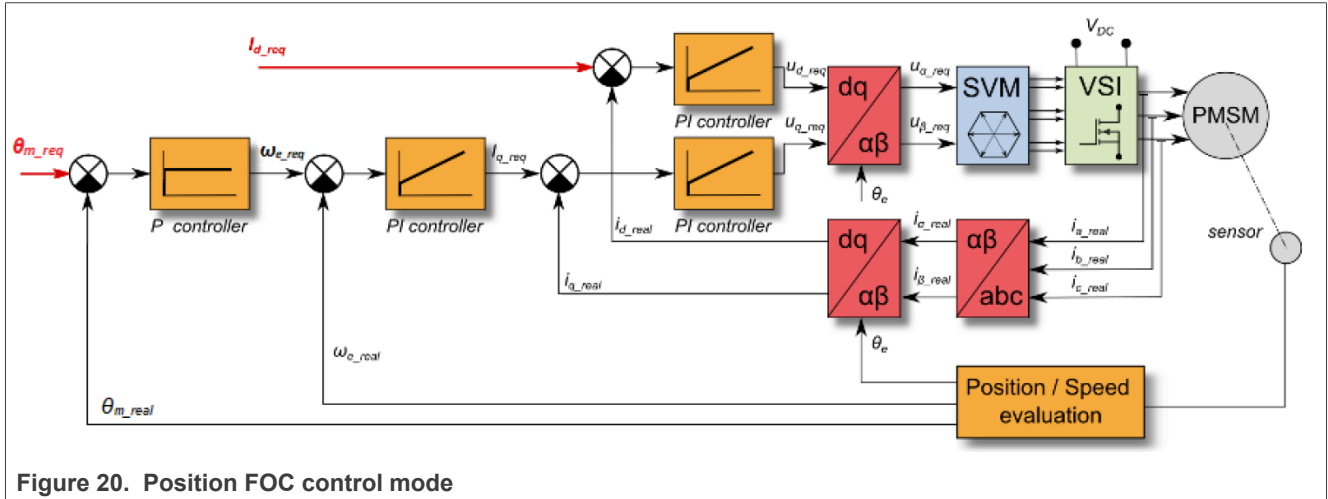 I_d_req
V_DC
u_d_req
u_α_req
dq
αβ
SVM
VSI
PMSM
PI controller
θ_m_req
ω_e_req
I_q_req
u_q_req
u_β_req
P controller
PI controller
PI controller
θ_e
i_d_real
i_α_real
i_a_real
sensor
dq
αβ
αβ
abc
i_b_real
i_q_real
i_β_real
i_c_real
ω_e_real
θ_e
Position / Speed
evaluation
θ_m_real
Figure 20. Position FOC control mode